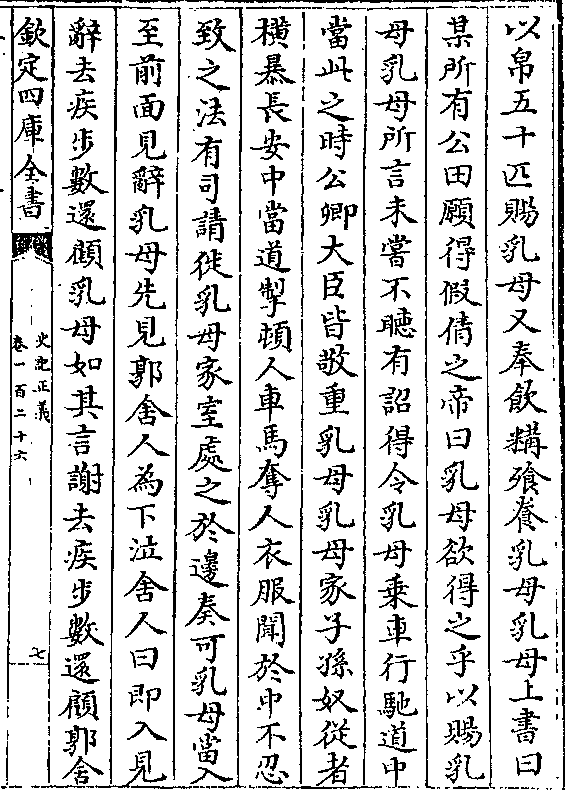 以帛五十匹賜乳母又奉飲糒飱養乳母乳母上書曰
某所有公田願得假倩之帝曰乳母欲得之乎以賜乳
母乳母所言未嘗不聽有詔得令乳母乘車行馳道中
當此之時公卿大臣皆敬重乳母乳母家子孫奴從者
橫暴長安中當道掣頓人車馬奪人衣服聞於中不忍
致之法有司請徙乳母家室處之於邊奏可乳母當入
至前面見辭乳母先見郭舍人為下泣舍人曰即入見
辭去疾步數還顧乳母如其言謝去疾步數還顧郭舍
欽定四庫全書
史記正義
卷一百二十六
七